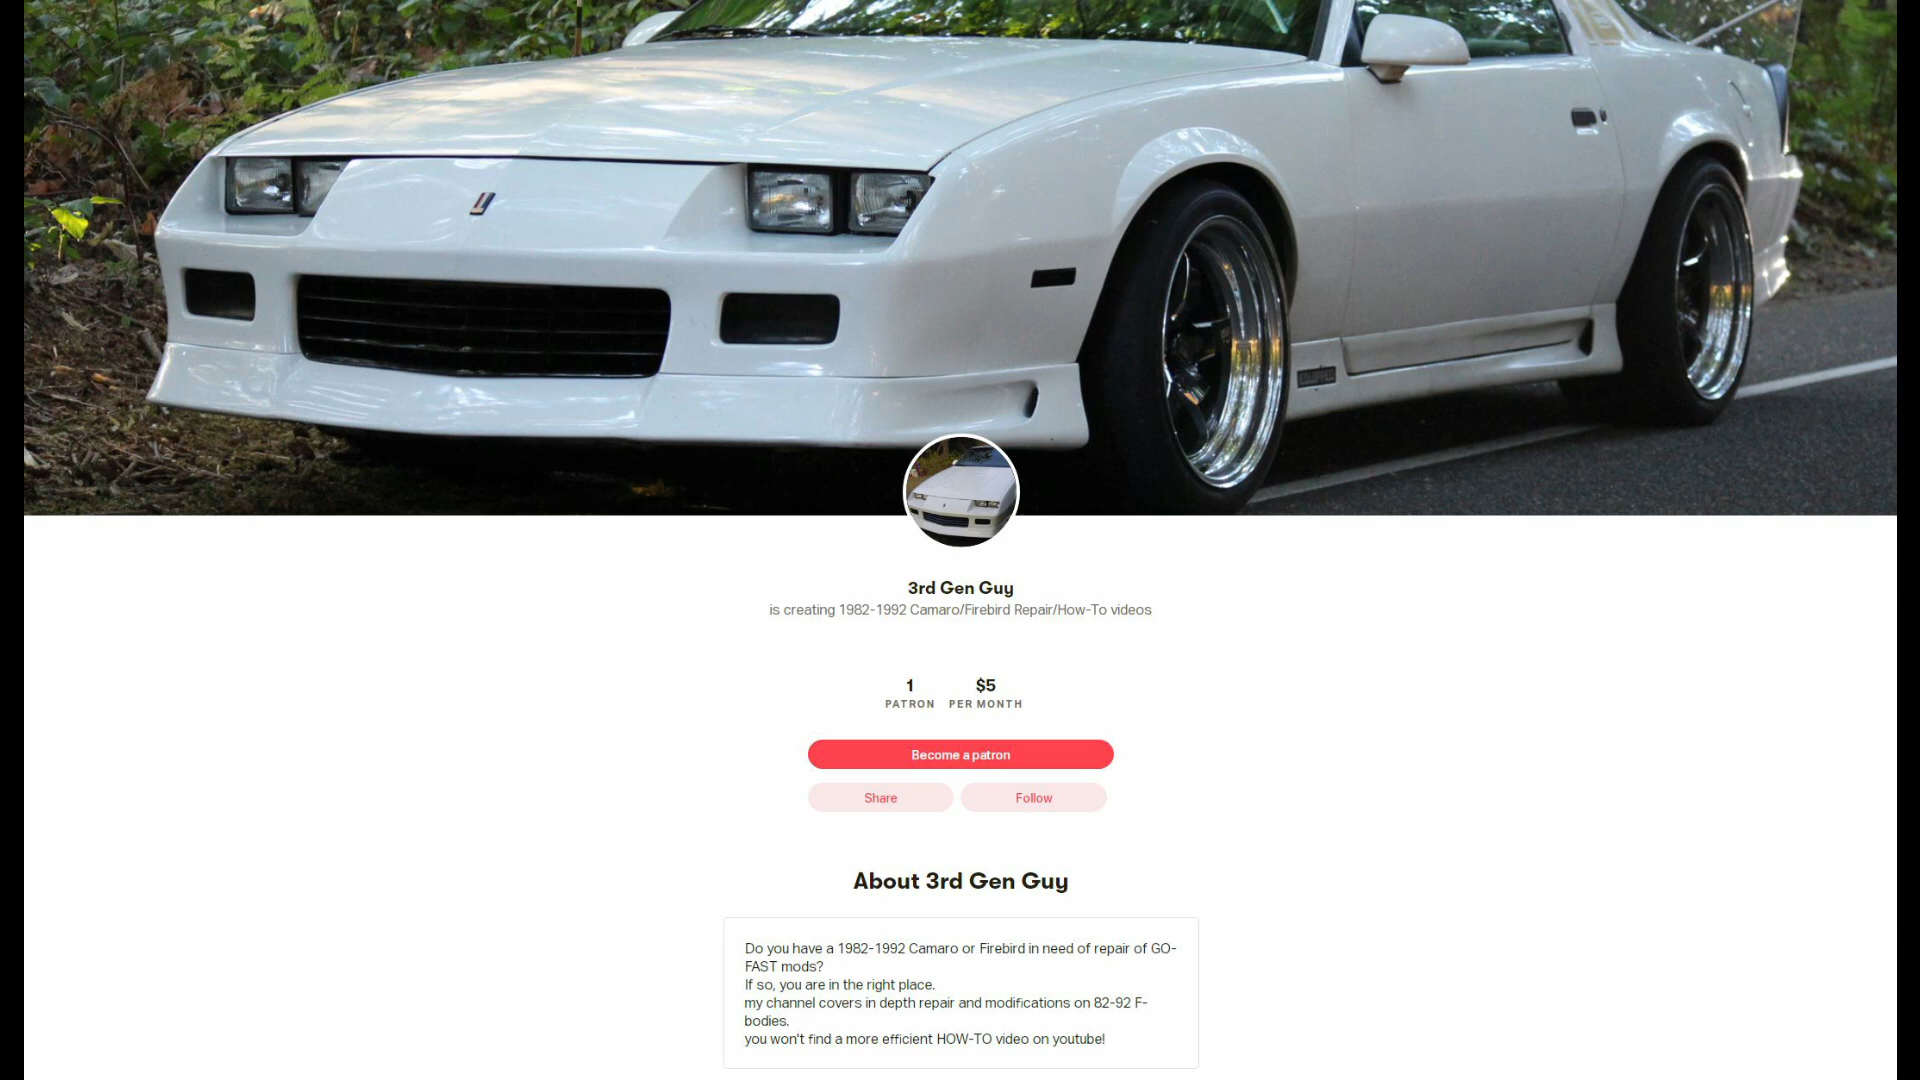 3rd Gen Guy
is creating 1982-1992 Camaro/Firebird Repair/How-To videos
1 $5
PATRON PER MONTH
Become a patron
Share Follow
About 3rd Gen Guy
Do you have a 1982-1992 Camaro or Firebird in need of repair of GO-
FAST mods?
If so, you are in the right place.
my channel covers in depth repair and modifications on 82-92 F-
bodies.
you won't find a more efficient HOW-TO video on youtube!